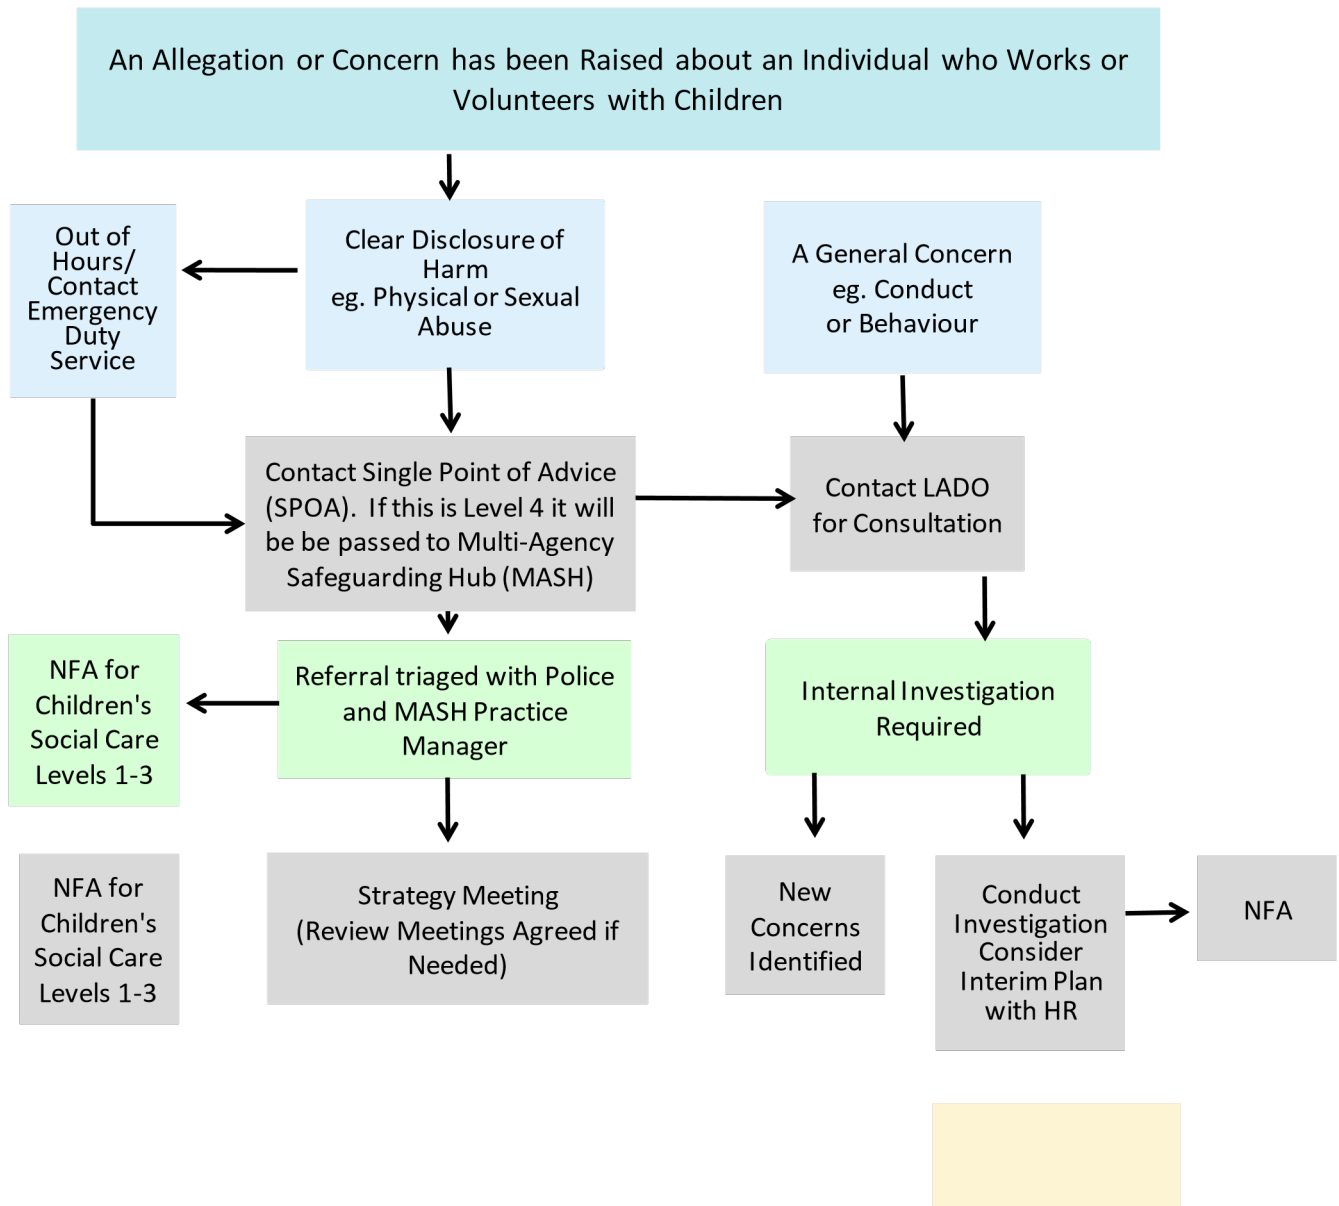 An Allegation or Concern has been Raised about an Individual who Works or
Volunteers with Children
Out of
Hours/
Contact
Emergency
Duty
Service
Clear Disclosure of
Harm
eg. Physical or Sexual
Abuse
A General Concern
eg. Conduct
or Behaviour
Contact Single Point of Advice
(SPOA). If this is Level 4 it will
be be passed to Multi-Agency
Safeguarding Hub (MASH)
Contact LADO
for Consultation
NFA for
Children's
Social Care
Levels 1-3
Referral triaged with Police
and MASH Practice
Manager
Internal Investigation
Required
NFA for
Children's
Social Care
Levels 1-3
Strategy Meeting
(Review Meetings Agreed if
Needed)
New
Concerns
Identified
Conduct
Investigation
Consider
Interim Plan
with HR
NFA